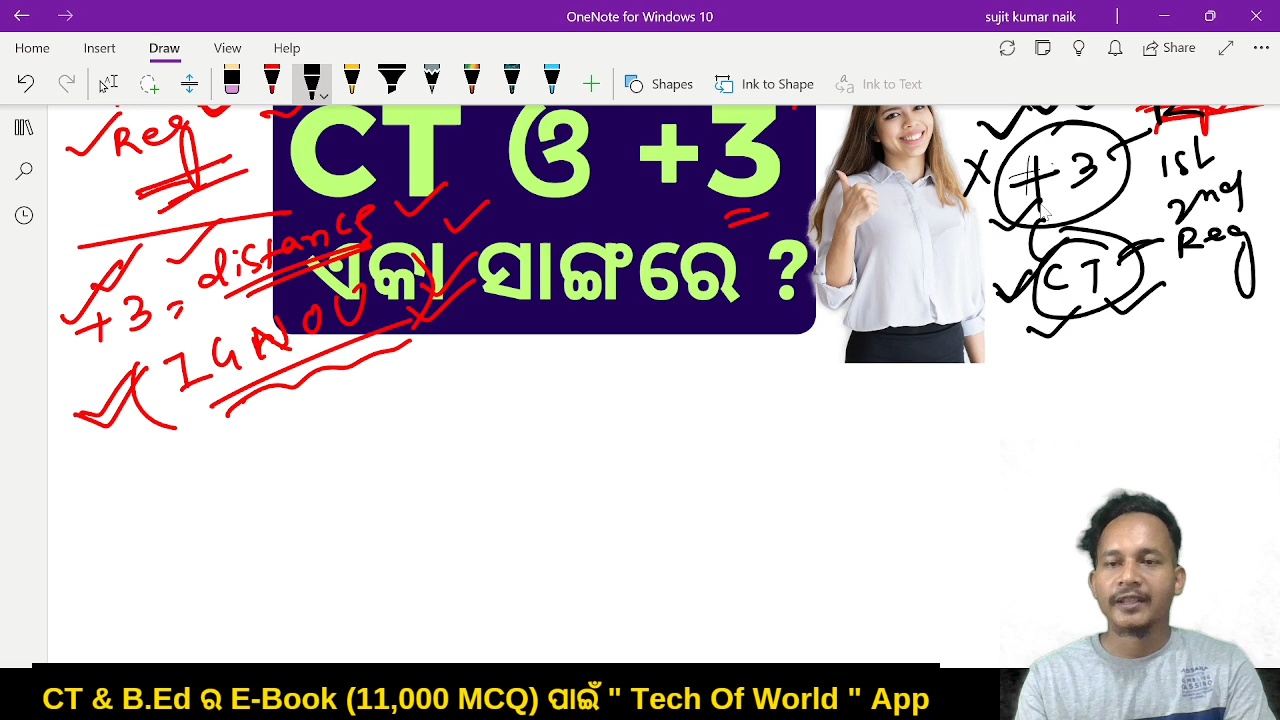 OneNote for Windows 10
sujit kumar naik
Home Insert Draw View Help
Share
Shapes Ink to Shape Ink to Text
Reg
CT ଓ +3
ଏକା ସାଙ୍ଗରେ ?
+3 = distance
IGNOU
+3
1st
2nd
Reg
CT
CT & B.Ed ର E-Book (11,000 MCQ) ପାଇଁ " Tech Of World " App